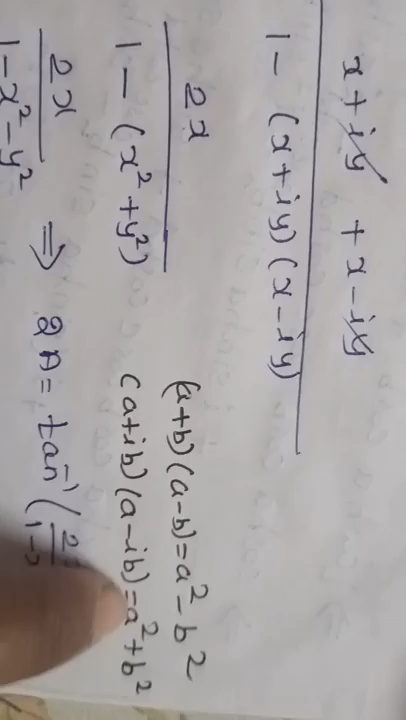 x + iy + x - iy
1 - (x + iy) (x - iy)
2x
1 - (x² + y²)
(a+b) (a-b) = a² - b²
(a+ib) (a-ib) = a² + b²
2x
1 - x² - y²
⇒ 2A = tan⁻¹ (